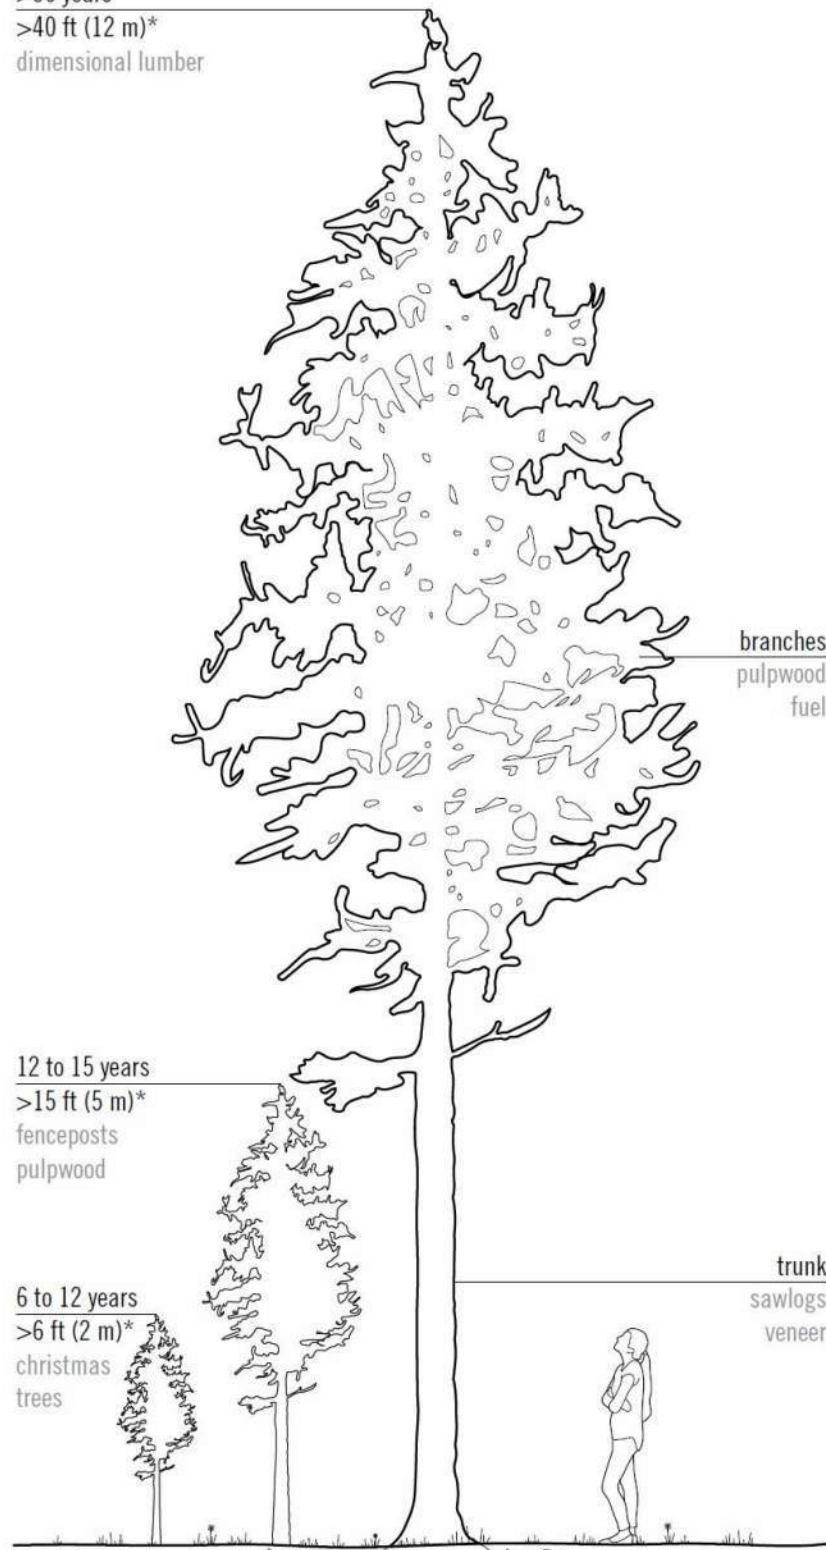 >40 ft (12 m)*
dimensional lumber
branches
pulpwood
fuel
12 to 15 years
>15 ft (5 m)*
fenceposts
pulpwood
trunk
sawlogs
veneer
6 to 12 years
>6 ft (2 m)*
christmas
trees